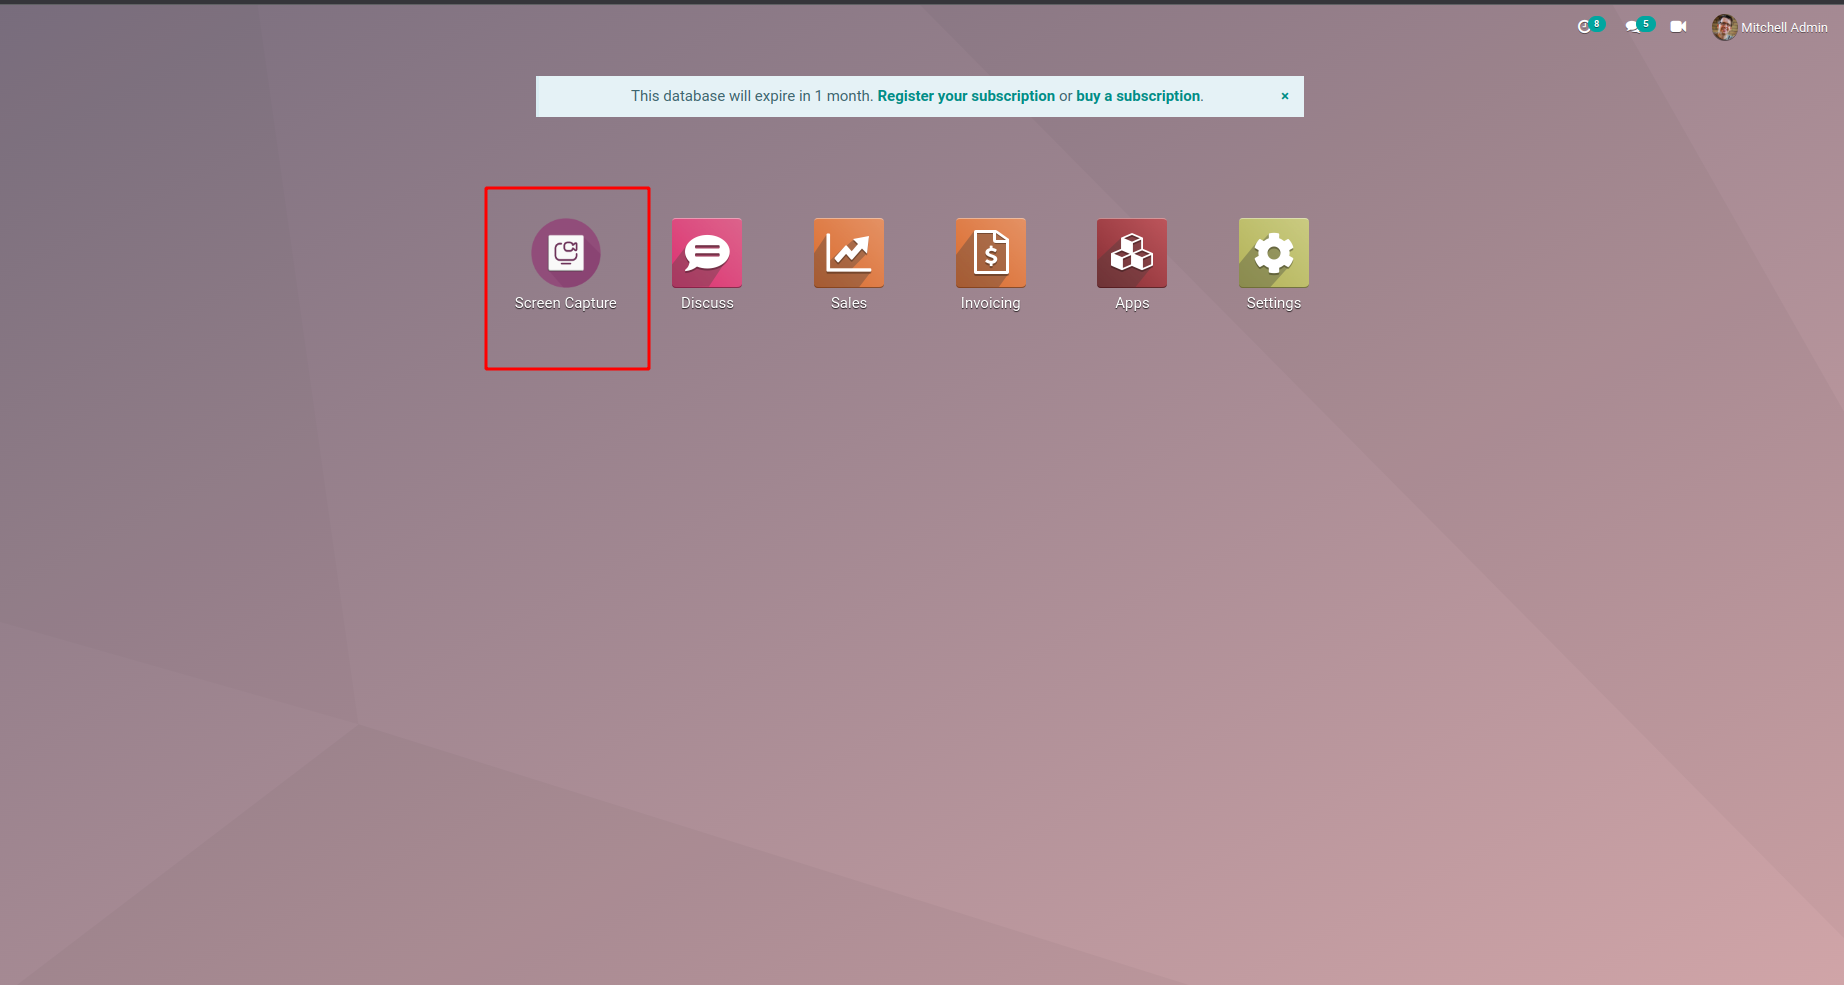 8
5
Mitchell Admin
This database will expire in 1 month. Register your subscription or buy a subscription.
×
Screen Capture
Discuss
Sales
Invoicing
Apps
Settings